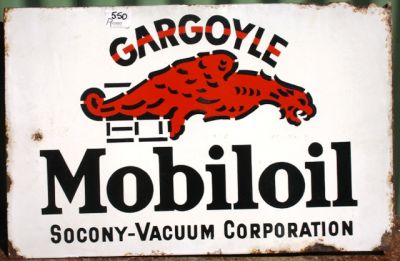 550
GARGOYLE
Mobiloil
SOCONY-VACUUM CORPORATION